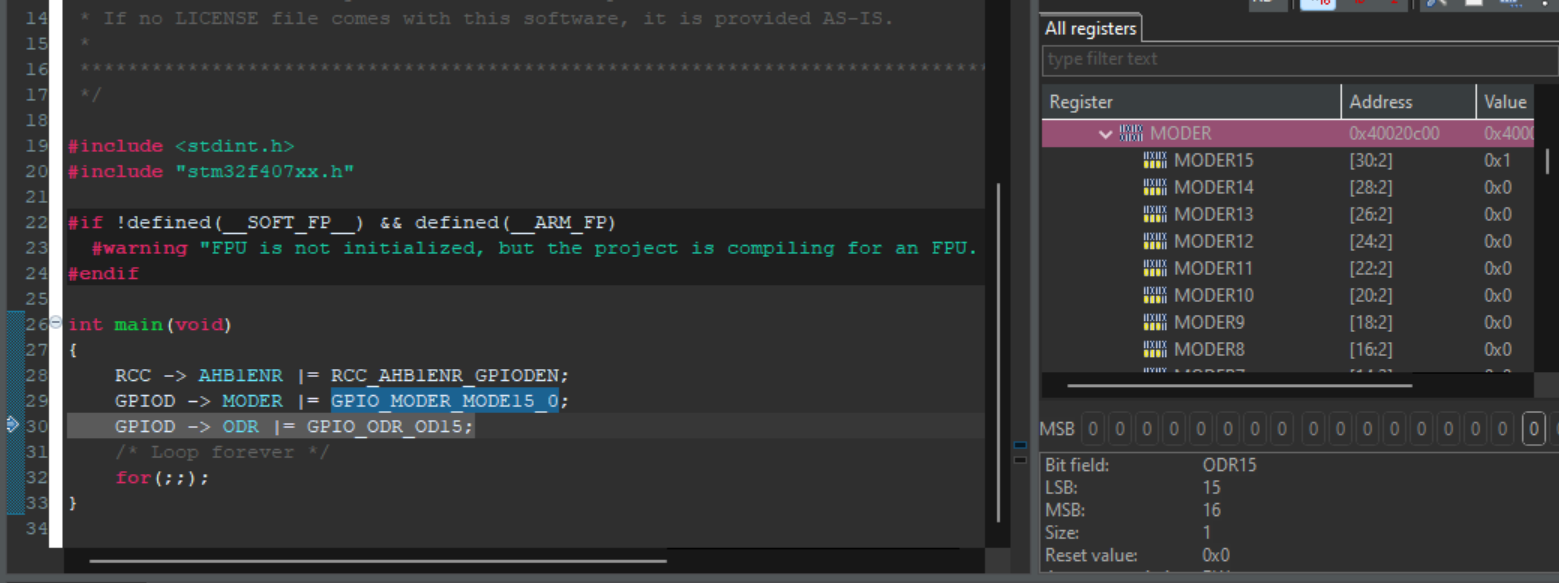 14 * If no LICENSE file comes with this software, it is provided AS-IS.
15 *
16 ******************************************************************************
17 */
18
19 #include <stdint.h>
20 #include "stm32f407xx.h"
21
22 #if !defined(__SOFT_FP__) && defined(__ARM_FP)
23 #warning "FPU is not initialized, but the project is compiling for an FPU.
24 #endif
25
26 int main(void)
27 {
28 RCC -> AHB1ENR |= RCC_AHB1ENR_GPIODEN;
29 GPIOD -> MODER |= GPIO_MODER_MODE15_0;
30 GPIOD -> ODR |= GPIO_ODR_OD15;
31 /* Loop forever */
32 for(;;);
33 }
34
All registers
type filter text
Register Address Value
MODER 0x40020c00 0x4000
MODER15 [30:2] 0x1
MODER14 [28:2] 0x0
MODER13 [26:2] 0x0
MODER12 [24:2] 0x0
MODER11 [22:2] 0x0
MODER10 [20:2] 0x0
MODER9 [18:2] 0x0
MODER8 [16:2] 0x0
MSB 0 0 0 0 0 0 0 0 0 0 0 0 0 0 0 0 0
Bit field: ODR15
LSB: 15
MSB: 16
Size: 1
Reset value: 0x0